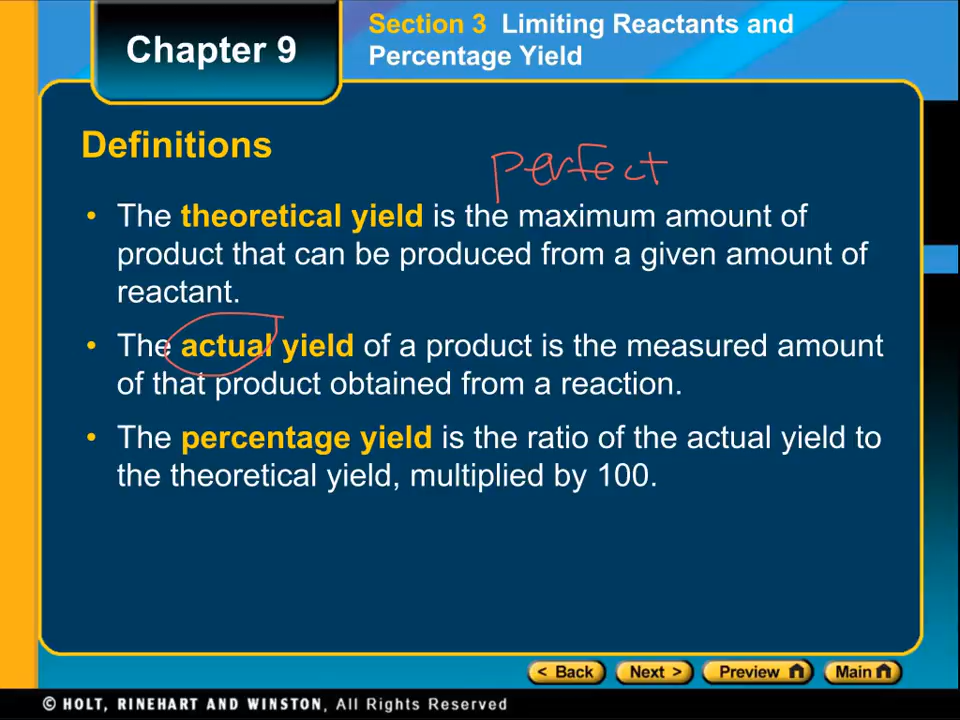 Chapter 9
Section 3 Limiting Reactants and
Percentage Yield
Definitions
perfect
• The theoretical yield is the maximum amount of
product that can be produced from a given amount of
reactant.
• The actual yield of a product is the measured amount
of that product obtained from a reaction.
• The percentage yield is the ratio of the actual yield to
the theoretical yield, multiplied by 100.
< Back Next > Preview Main
© HOLT, RINEHART AND WINSTON, All Rights Reserved